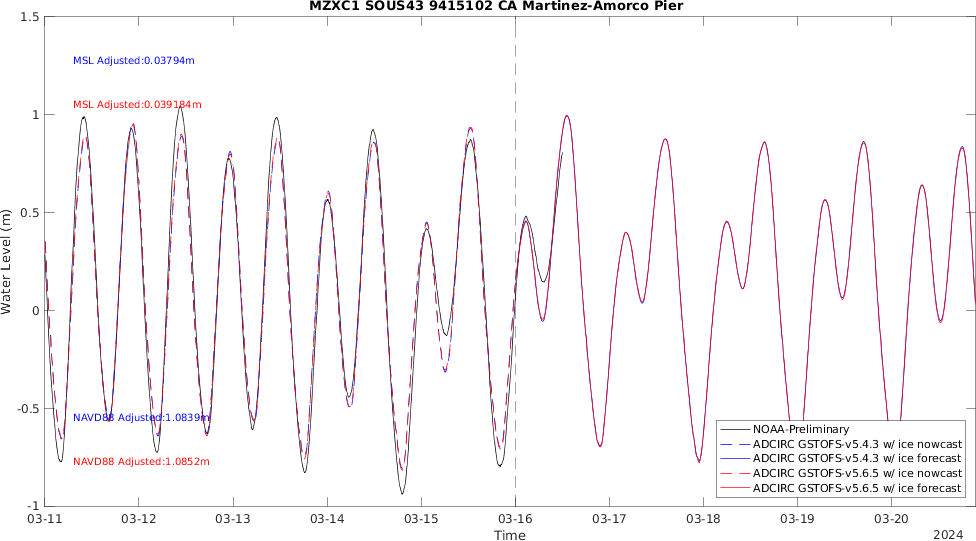 MZXC1 SOUS43 9415102 CA Martinez-Amorco Pier
1.5
MSL Adjusted:0.03794m
MSL Adjusted:0.039184m
1
0.5
Water Level (m)
0
-0.5
NAVD88 Adjusted:1.0839m
NAVD88 Adjusted:1.0852m
-1
NOAA-Preliminary
ADCIRC GSTOFS-v5.4.3 w/ ice nowcast
ADCIRC GSTOFS-v5.4.3 w/ ice forecast
ADCIRC GSTOFS-v5.6.5 w/ ice nowcast
ADCIRC GSTOFS-v5.6.5 w/ ice forecast
03-11 03-12 03-13 03-14 03-15 03-16 03-17 03-18 03-19 03-20
Time
2024